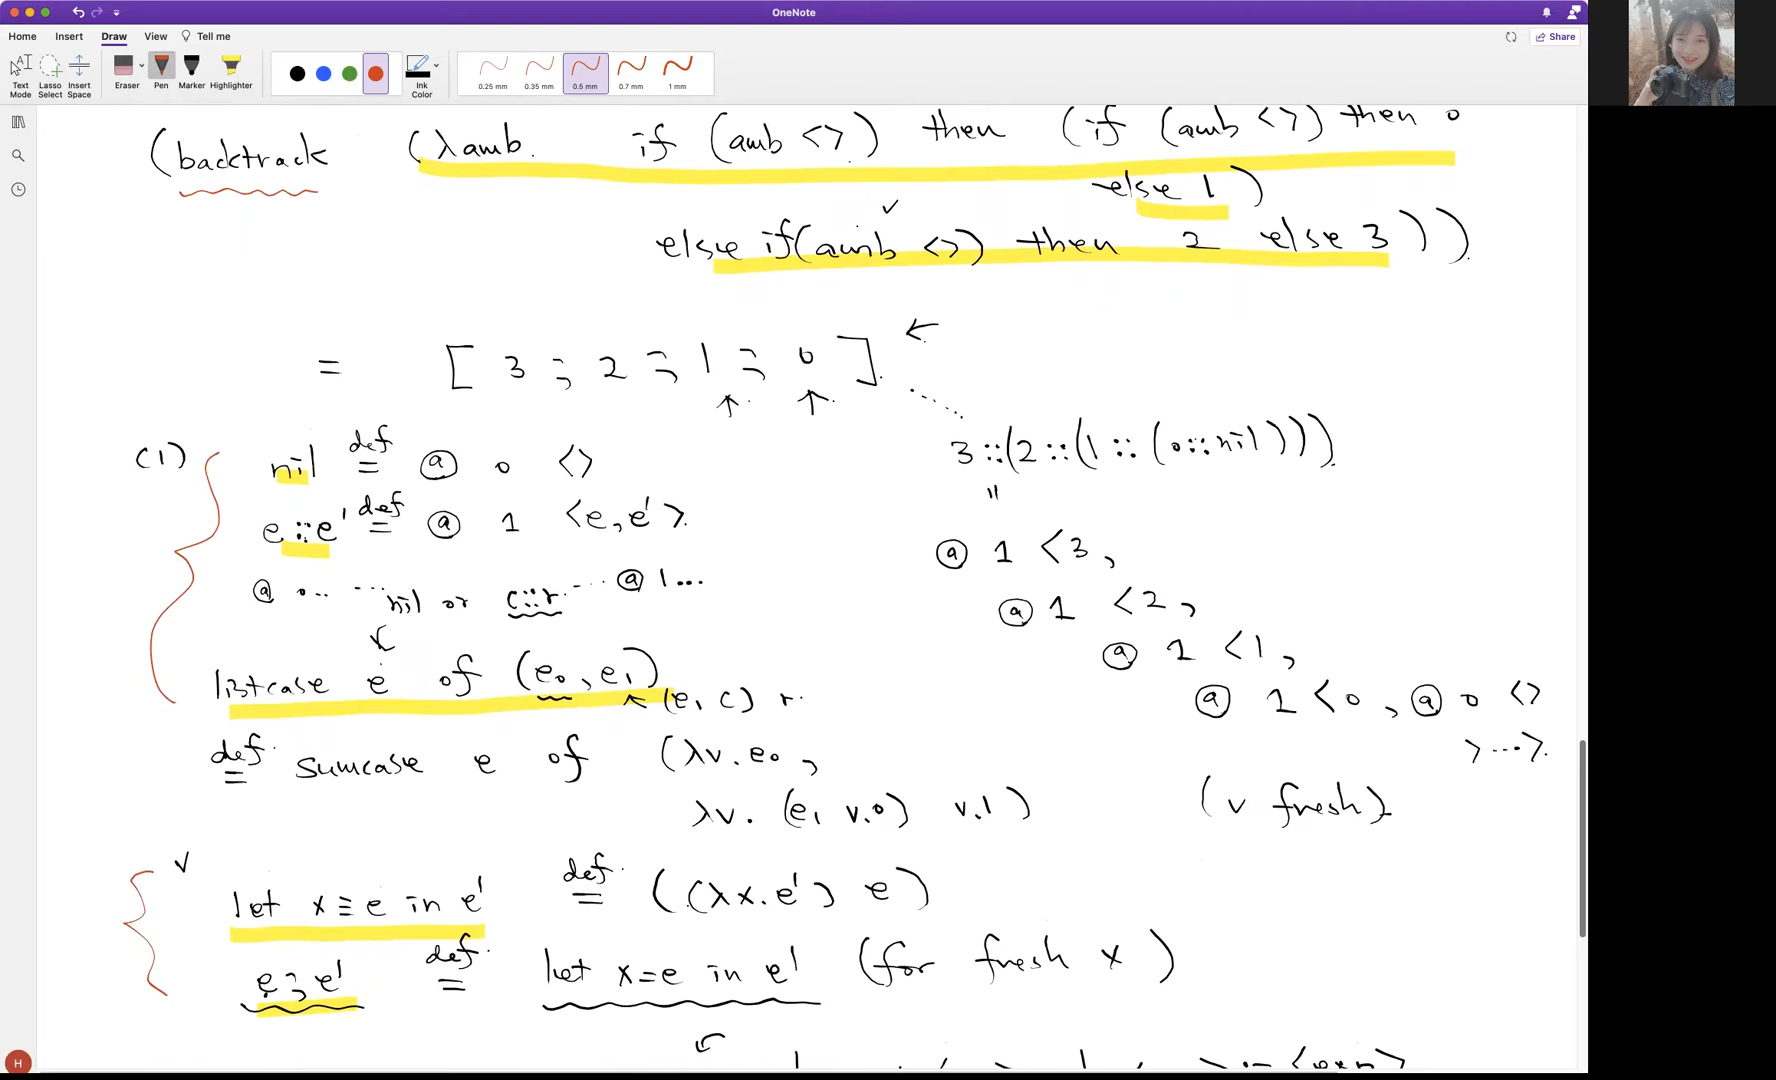 OneNote
Home Insert Draw View Tell me
Share
Text Mode
Lasso Select
Insert Space
Eraser
Pen
Marker
Highlighter
Ink Color
0.25 mm
0.35 mm
0.5 mm
0.7 mm
1 mm
(backtrack (λamb. if (amb <>) then (if (amb <>) then 0
else 1)
else if(amb <>) then 2 else 3)))
= [3 ; 2 ; 1 ; 0]
3::(2::(1::(0::nil)))
(1) nil def= @ 0 <>
e::e' def= @ 1 <e, e'>
@ 1 <3,
@ 0.. ... nil or c::r ... @ 1...
@ 1 <2,
@ 1 <1,
listcase e of (e₀, e₁)
(e₁ c) r
@ 1 <0, @ 0 <>
>...>.
def= sumcase e of (λv. e₀,
λv. (e₁ v.0) v.1)
(v fresh)
let x ≡ e in e' def= ((λx. e') e)
e ; e' def= let x=e in e' (for fresh x)
H